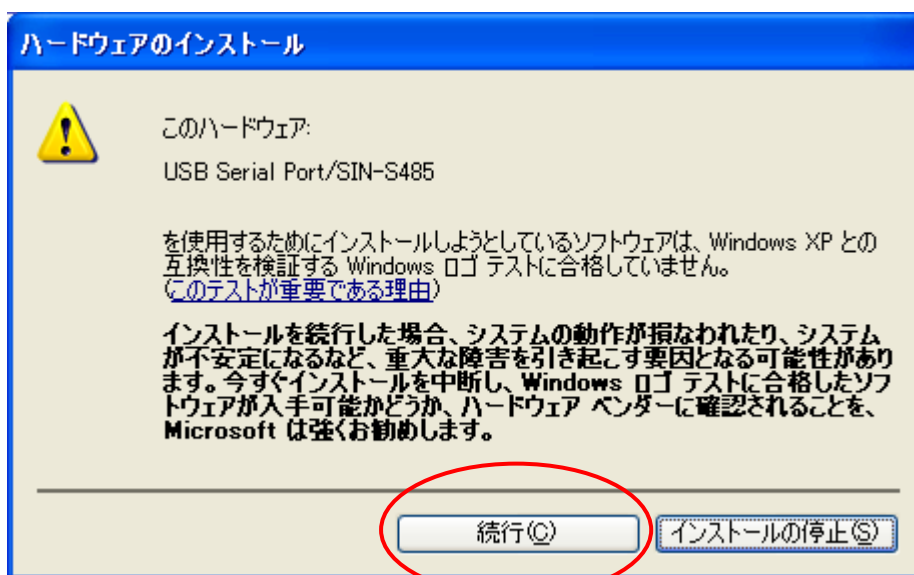 ハードウェアのインストール
このハードウェア:
USB Serial Port/SIN-S485
を使用するためにインストールしようとしているソフトウェアは、Windows XP との
互換性を検証する Windows ロゴ テストに合格していません。
(このテストが重要である理由)
インストールを続行した場合、システムの動作が損なわれたり、システム
が不安定になるなど、重大な障害を引き起こす要因となる可能性があり
ます。今すぐインストールを中断し、Windows ロゴ テストに合格したソフ
トウェアが入手可能かどうか、ハードウェア ベンダーに確認されることを、
Microsoft は強くお勧めします。
続行(C) インストールの停止(S)